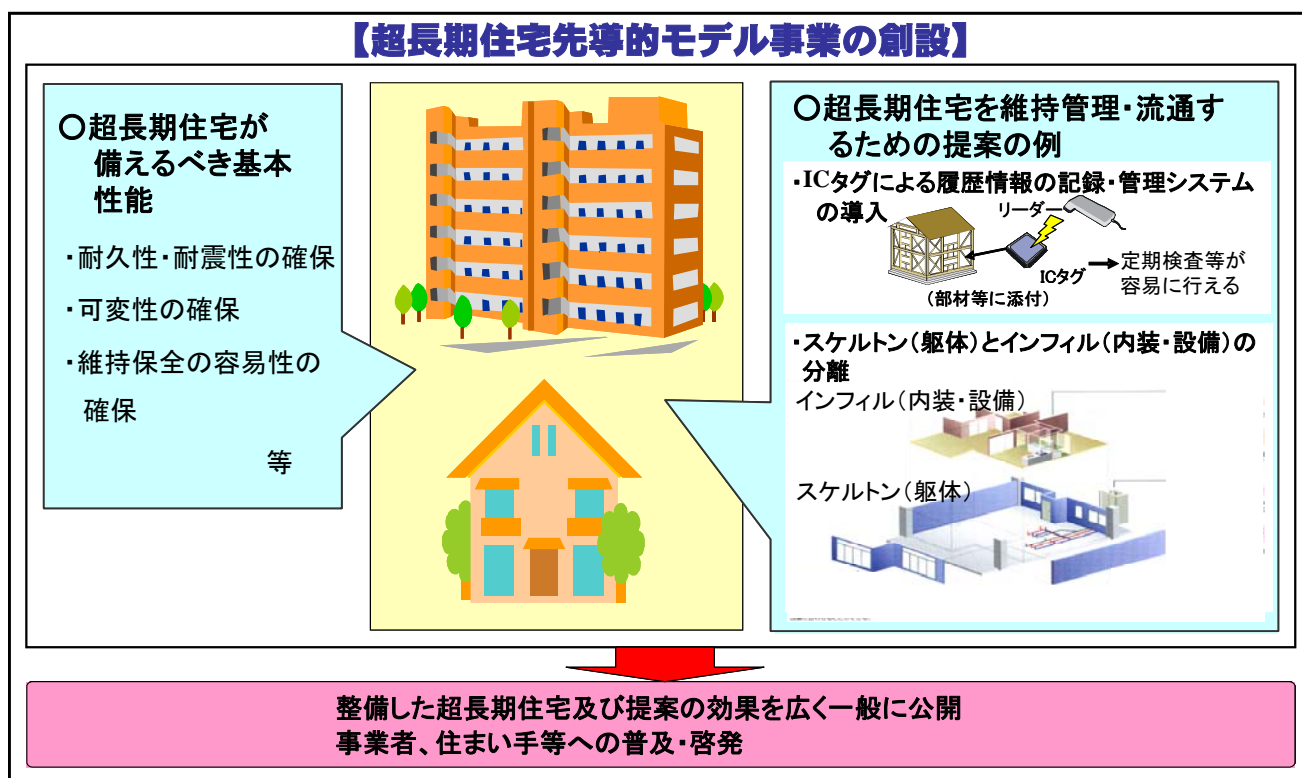 【超長期住宅先導的モデル事業の創設】
○超長期住宅が
備えるべき基本
性能
・耐久性・耐震性の確保
・可変性の確保
・維持保全の容易性の
確保
等
○超長期住宅を維持管理・流通す
るための提案の例
・ICタグによる履歴情報の記録・管理システム
の導入
リーダー
ICタグ
→定期検査等が
容易に行える
(部材等に添付)
・スケルトン(躯体)とインフィル(内装・設備)の
分離
インフィル(内装・設備)
スケルトン(躯体)
整備した超長期住宅及び提案の効果を広く一般に公開
事業者、住まい手等への普及・啓発